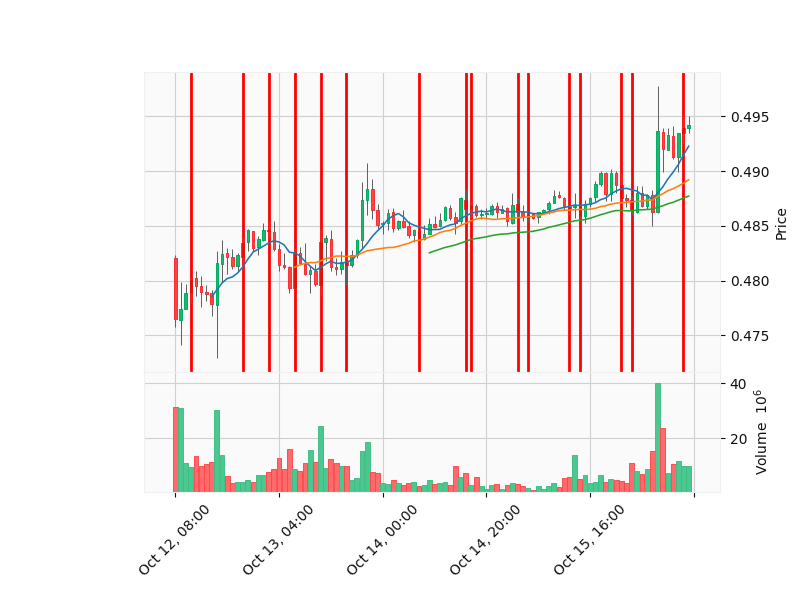 0.495
0.490
0.485
0.480
0.475
Price
40
20
Volume 10^6
Oct 12, 08:00
Oct 13, 04:00
Oct 14, 00:00
Oct 14, 20:00
Oct 15, 16:00